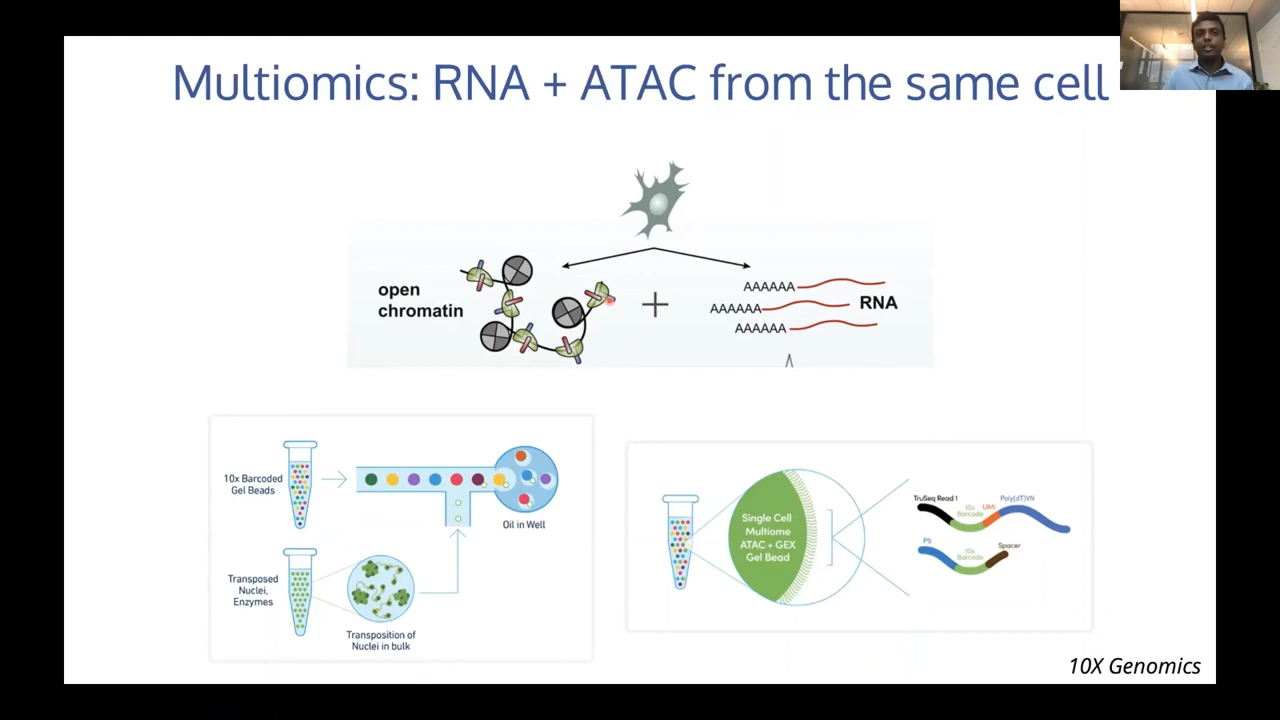 Multiomics: RNA + ATAC from the same cell
open
chromatin
+
AAAAAA
AAAAAA
AAAAAA
RNA
10x Barcoded
Gel Beads
Oil in Well
Transposed
Nuclei,
Enzymes
Transposition of
Nuclei in bulk
Single Cell
Multiome
ATAC + GEX
Gel Bead
TruSeq Read 1
10x
Barcode
UMI
Poly(dT)VN
P5
10x
Barcode
Spacer
10X Genomics